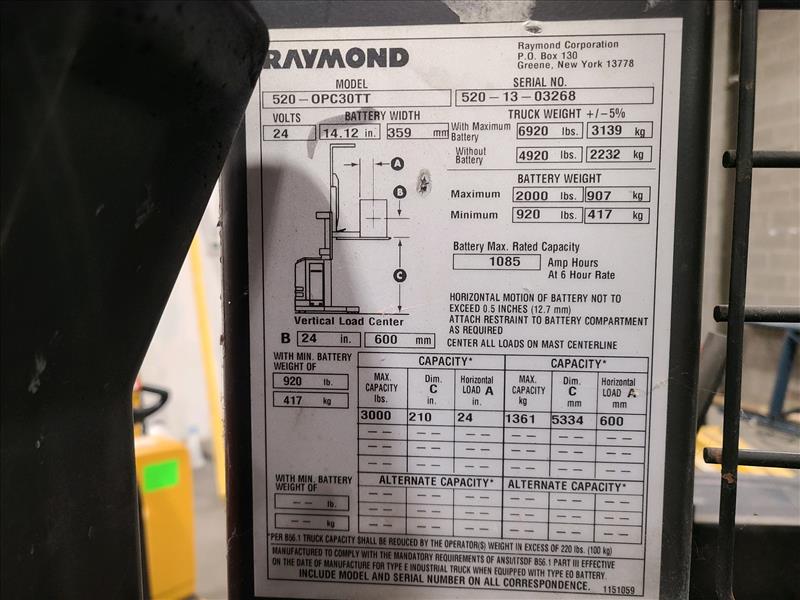 RAYMOND
Raymond Corporation
P.O. Box 130
Greene, New York 13778
MODEL
520-OPC30TT
SERIAL NO.
520-13-03268
VOLTS
24
BATTERY WIDTH
14.12 in. 359 mm
TRUCK WEIGHT +/-5%
With Maximum Battery 6920 lbs. 3139 kg
Without Battery 4920 lbs. 2232 kg
BATTERY WEIGHT
Maximum 2000 lbs. 907 kg
Minimum 920 lbs. 417 kg
A
B
C
Battery Max. Rated Capacity
1085 Amp Hours
At 6 Hour Rate
HORIZONTAL MOTION OF BATTERY NOT TO
EXCEED 0.5 INCHES (12.7 mm)
ATTACH RESTRAINT TO BATTERY COMPARTMENT
AS REQUIRED
CENTER ALL LOADS ON MAST CENTERLINE
Vertical Load Center
B 24 in. 600 mm
WITH MIN. BATTERY
WEIGHT OF
920 lb.
417 kg
CAPACITY* CAPACITY*
MAX. CAPACITY lbs. Dim. C in. Horizontal LOAD A in. MAX. CAPACITY kg Dim. C mm Horizontal LOAD A mm
3000 210 24 1361 5334 600
-- -- -- -- -- --
-- -- -- -- -- --
-- -- -- -- -- --
WITH MIN. BATTERY
WEIGHT OF
-- lb.
-- kg
ALTERNATE CAPACITY* ALTERNATE CAPACITY*
-- -- -- -- -- --
-- -- -- -- -- --
-- -- -- -- -- --
*PER B56.1 TRUCK CAPACITY SHALL BE REDUCED BY THE OPERATOR(S) WEIGHT IN EXCESS OF 220 lbs. (100 kg)
MANUFACTURED TO COMPLY WITH THE MANDATORY REQUIREMENTS OF ANSI/ITSDF B56.1 PART III EFFECTIVE
ON THE DATE OF MANUFACTURE FOR TYPE E INDUSTRIAL TRUCK WHEN EQUIPPED WITH TYPE EO BATTERY.
INCLUDE MODEL AND SERIAL NUMBER ON ALL CORRESPONDENCE.
1151059